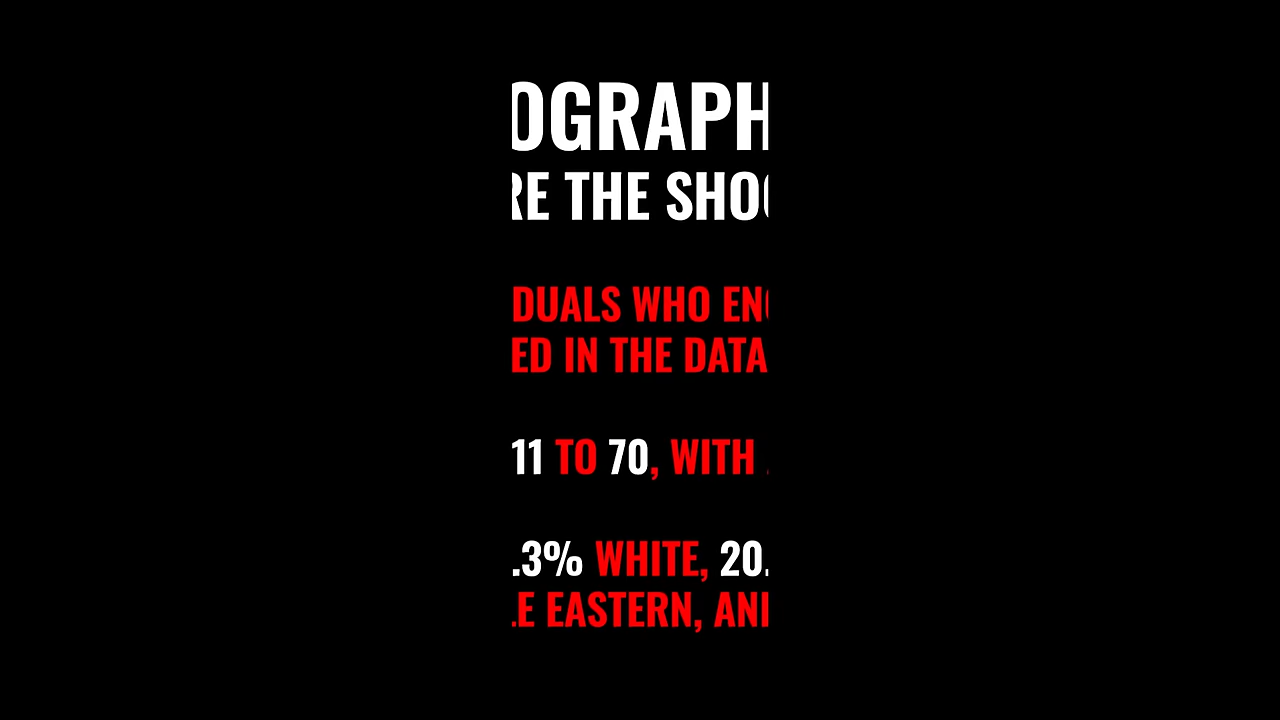 OGRAPH
RE THE SHO
DUALS WHO EN
ED IN THE DATA
11 TO 70, WITH
.3% WHITE, 20.
LE EASTERN, AN